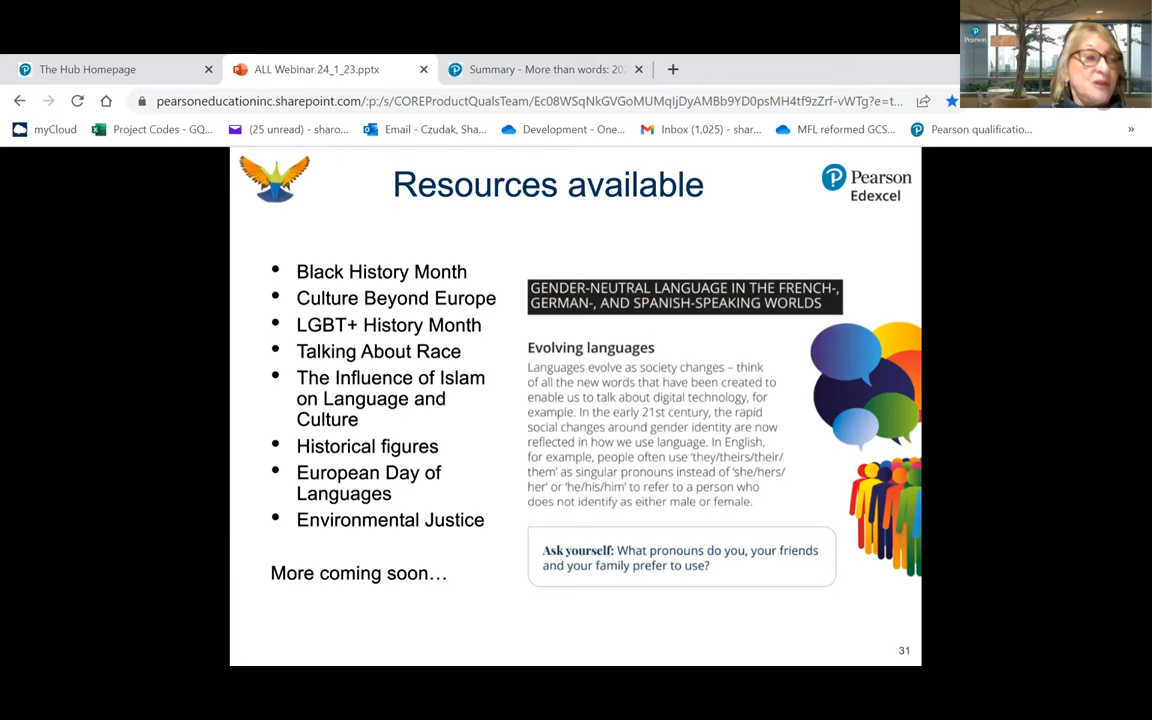 The Hub Homepage
ALL Webinar 24_1_23.pptx
Summary - More than words: 202
pearsoneducationinc.sharepoint.com/:p:/s/COREProductQualsTeam/Ec08WSqNkGVGoMUMqIjDyAMBb9YD0psMH4tf9zZrf-vWTg?e=t...
myCloud
Project Codes - GQ...
(25 unread) - sharo...
Email - Czudak, Sha...
Development - One...
Inbox (1,025) - shar...
MFL reformed GCS...
Pearson qualificatio...
»
Pearson
Resources available
Pearson
Edexcel
• Black History Month
• Culture Beyond Europe
• LGBT+ History Month
• Talking About Race
• The Influence of Islam
on Language and
Culture
• Historical figures
• European Day of
Languages
• Environmental Justice
More coming soon…
GENDER-NEUTRAL LANGUAGE IN THE FRENCH-,
GERMAN-, AND SPANISH-SPEAKING WORLDS
Evolving languages
Languages evolve as society changes – think
of all the new words that have been created to
enable us to talk about digital technology, for
example. In the early 21st century, the rapid
social changes around gender identity are now
reflected in how we use language. In English,
for example, people often use ‘they/theirs/their/
them’ as singular pronouns instead of ‘she/hers/
her’ or ‘he/his/him’ to refer to a person who
does not identify as either male or female.
Ask yourself: What pronouns do you, your friends
and your family prefer to use?
31